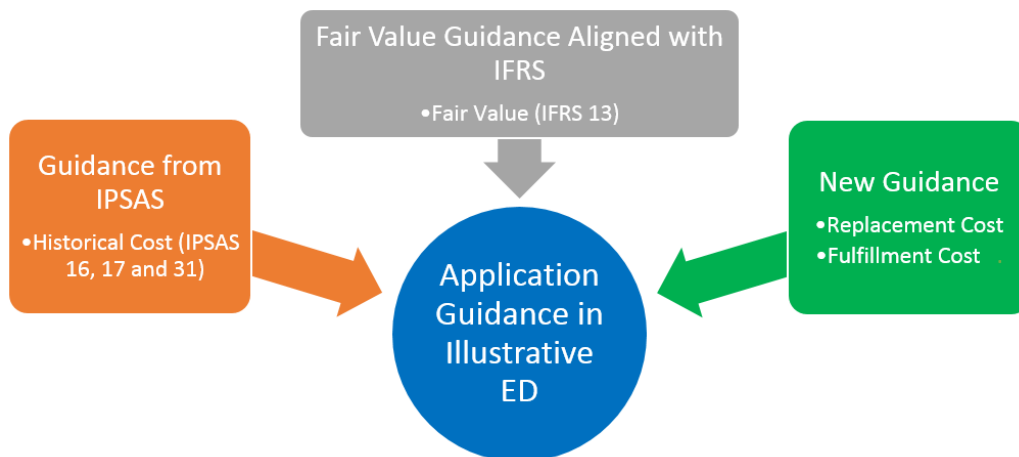 Fair Value Guidance Aligned with
IFRS
•Fair Value (IFRS 13)
Guidance from
IPSAS
•Historical Cost (IPSAS
16, 17 and 31)
New Guidance
•Replacement Cost
•Fulfillment Cost .
Application
Guidance in
Illustrative
ED